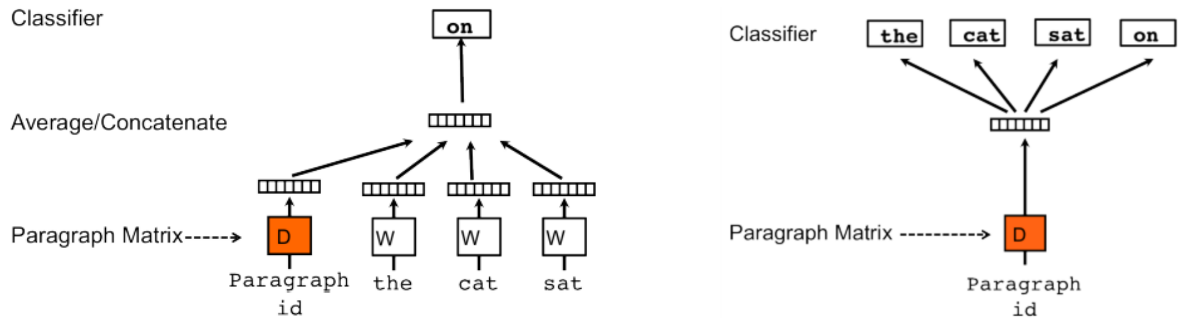 Classifier
on
Average/Concatenate
Paragraph Matrix
D
W
W
W
Paragraph
id
the
cat
sat
Classifier
the
cat
sat
on
Paragraph Matrix
D
Paragraph
id